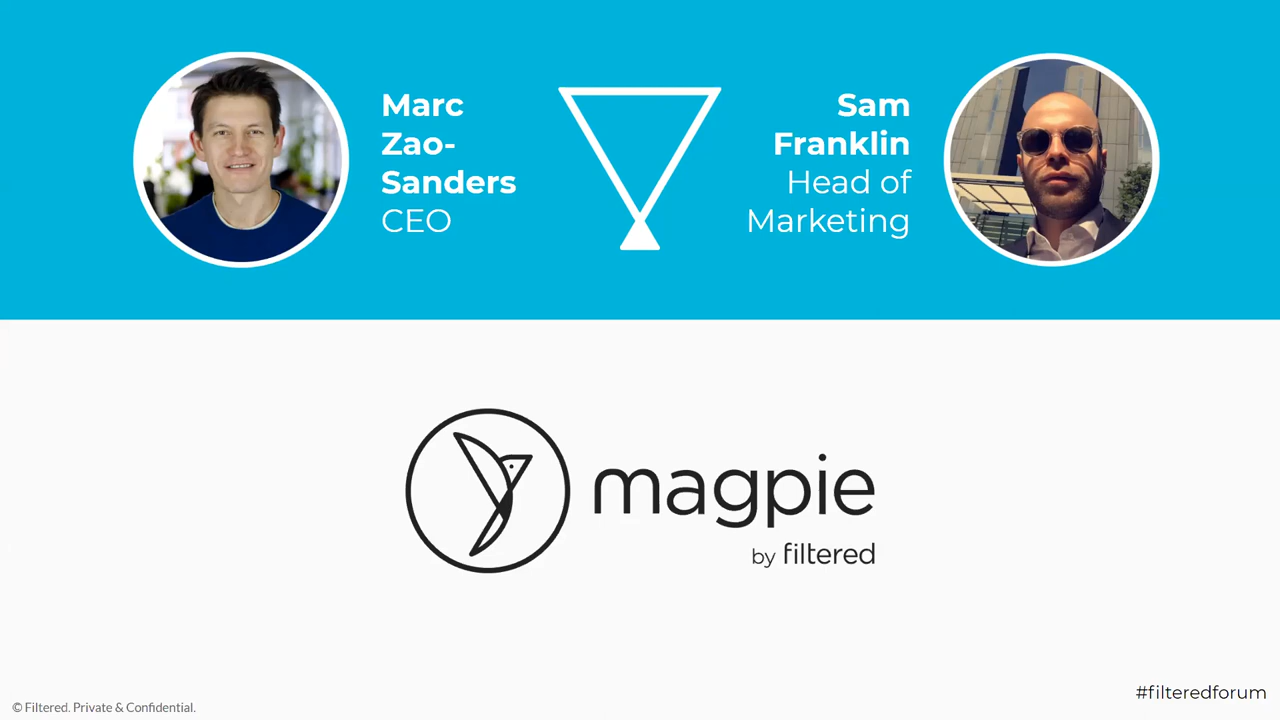 Marc
Zao-
Sanders
CEO
Sam
Franklin
Head of
Marketing
magpie
by filtered
#filteredforum
© Filtered. Private & Confidential.